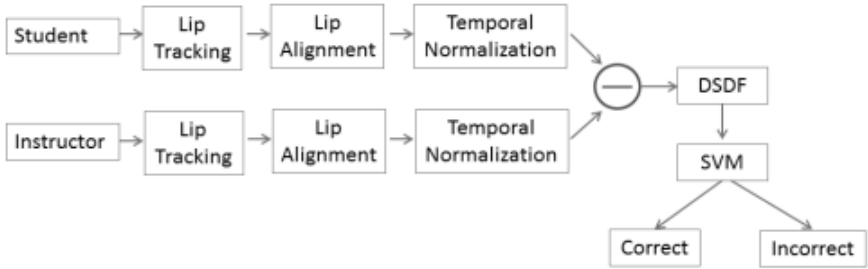 Student
Lip
Tracking
Lip
Alignment
Temporal
Normalization
Instructor
Lip
Tracking
Lip
Alignment
Temporal
Normalization
DSDF
SVM
Correct
Incorrect